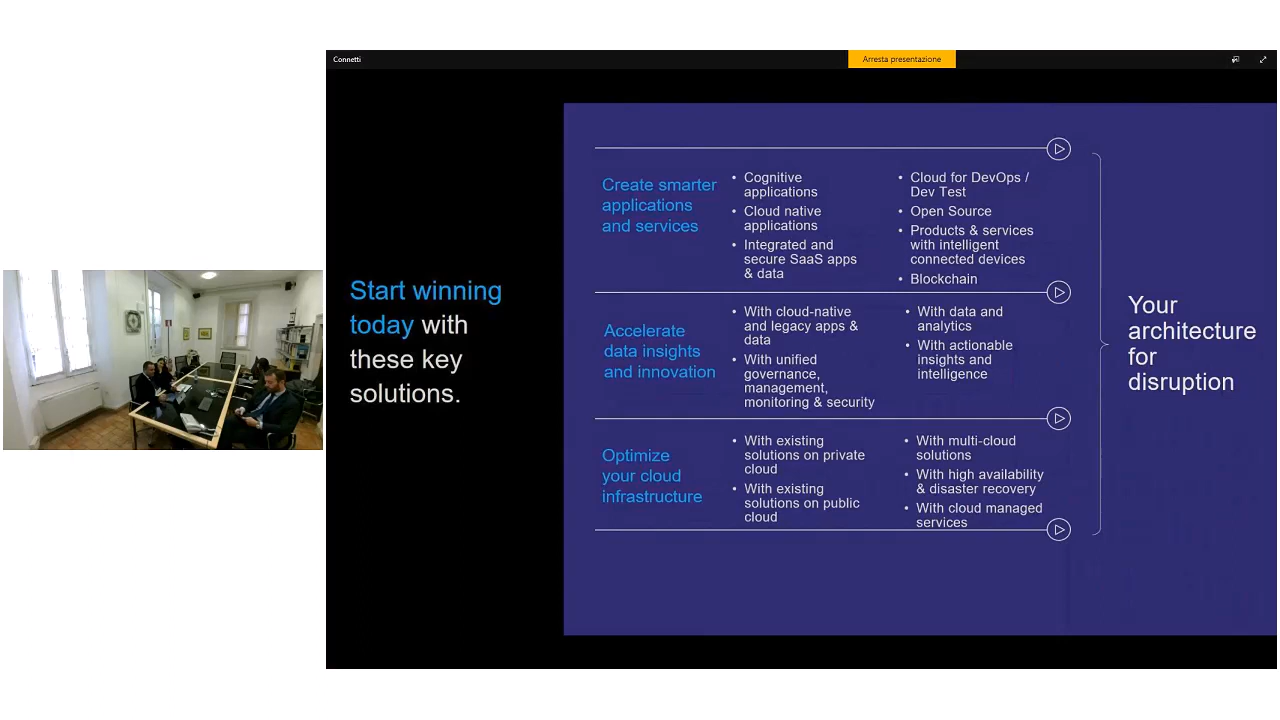 Connetti
Arresta presentazione
Start winning
today with
these key
solutions.
Create smarter
applications
and services
• Cognitive
applications
• Cloud native
applications
• Integrated and
secure SaaS apps
& data
• Cloud for DevOps /
Dev Test
• Open Source
• Products & services
with intelligent
connected devices
• Blockchain
Accelerate
data insights
and innovation
• With cloud-native
and legacy apps &
data
• With unified
governance,
management,
monitoring & security
• With data and
analytics
• With actionable
insights and
intelligence
Optimize
your cloud
infrastructure
• With existing
solutions on private
cloud
• With existing
solutions on public
cloud
• With multi-cloud
solutions
• With high availability
& disaster recovery
• With cloud managed
services
Your
architecture
for
disruption